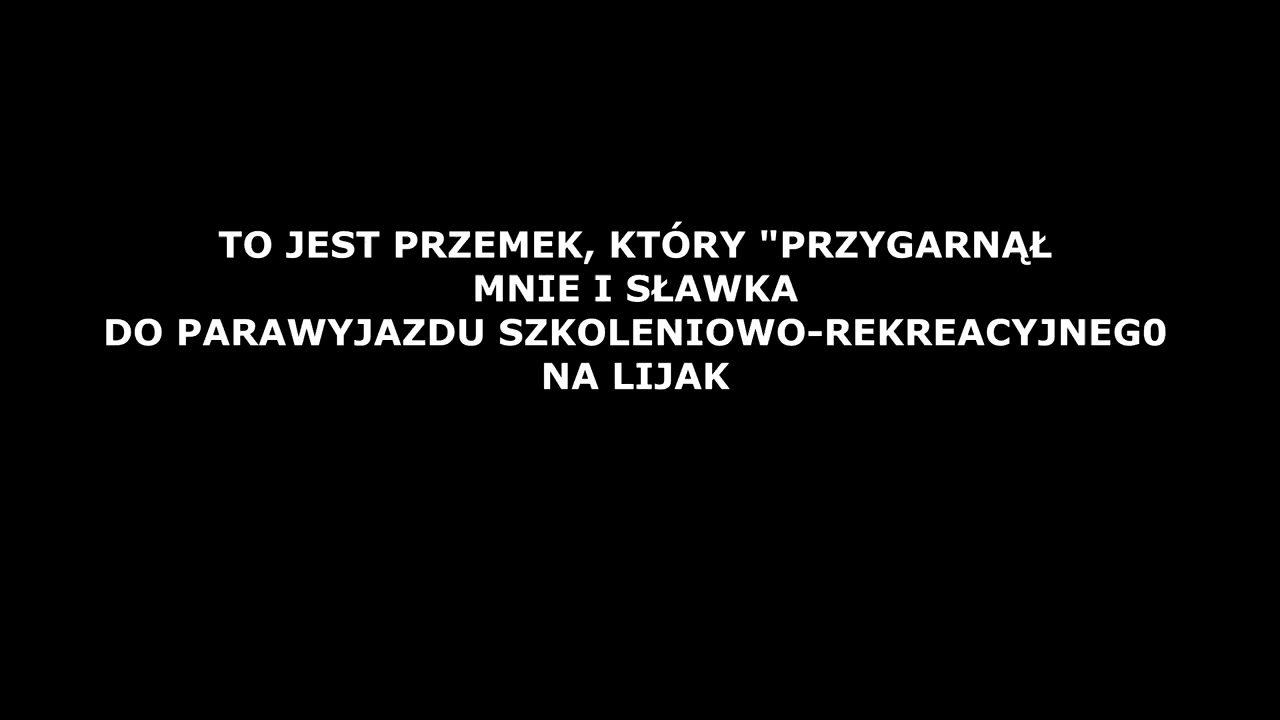 TO JEST PRZEMEK, KTÓRY "PRZYGARNĄŁ
MNIE I SŁAWKA
DO PARAWYJAZDU SZKOLENIOWO-REKREACYJNEG0
NA LIJAK